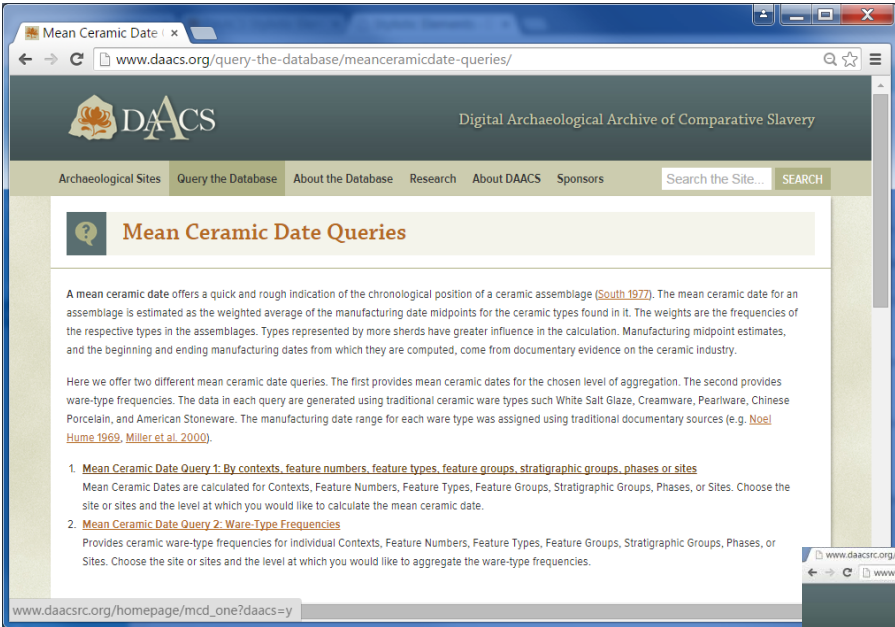 Mean Ceramic Date
www.daacs.org/query-the-database/meanceramicdate-queries/
DAACS
Digital Archaeological Archive of Comparative Slavery
Archaeological Sites Query the Database About the Database Research About DAACS Sponsors Search the Site... SEARCH
Mean Ceramic Date Queries
A mean ceramic date offers a quick and rough indication of the chronological position of a ceramic assemblage (South 1977). The mean ceramic date for an
assemblage is estimated as the weighted average of the manufacturing date midpoints for the ceramic types found in it. The weights are the frequencies of
the respective types in the assemblages. Types represented by more sherds have greater influence in the calculation. Manufacturing midpoint estimates,
and the beginning and ending manufacturing dates from which they are computed, come from documentary evidence on the ceramic industry.
Here we offer two different mean ceramic date queries. The first provides mean ceramic dates for the chosen level of aggregation. The second provides
ware-type frequencies. The data in each query are generated using traditional ceramic ware types such White Salt Glaze, Creamware, Pearlware, Chinese
Porcelain, and American Stoneware. The manufacturing date range for each ware type was assigned using traditional documentary sources (e.g. Noel
Hume 1969, Miller et al. 2000).
1. Mean Ceramic Date Query 1: By contexts, feature numbers, feature types, feature groups, stratigraphic groups, phases or sites
Mean Ceramic Dates are calculated for Contexts, Feature Numbers, Feature Types, Feature Groups, Stratigraphic Groups, Phases, or Sites. Choose the
site or sites and the level at which you would like to calculate the mean ceramic date.
2. Mean Ceramic Date Query 2: Ware-Type Frequencies
Provides ceramic ware-type frequencies for individual Contexts, Feature Numbers, Feature Types, Feature Groups, Stratigraphic Groups, Phases, or
Sites. Choose the site or sites and the level at which you would like to aggregate the ware-type frequencies.
www.daacsrc.org/
www
www.daacsrc.org/homepage/mcd_one?daacs=y